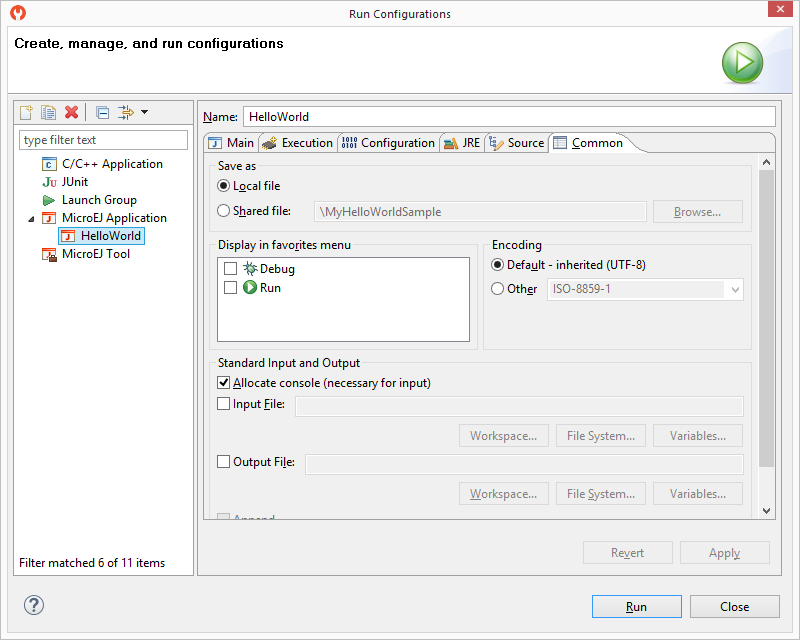 Run Configurations
Create, manage, and run configurations
type filter text
C/C++ Application
JUnit
Launch Group
MicroEJ Application
HelloWorld
MicroEJ Tool
Filter matched 6 of 11 items
Name: HelloWorld
Main Execution Configuration JRE Source Common
Save as
Local file
Shared file: \MyHelloWorldSample Browse...
Display in favorites menu
Debug
Run
Encoding
Default - inherited (UTF-8)
Other ISO-8859-1
Standard Input and Output
Allocate console (necessary for input)
Input File:
Workspace... File System... Variables...
Output File:
Workspace... File System... Variables...
Append
Revert Apply
Run Close